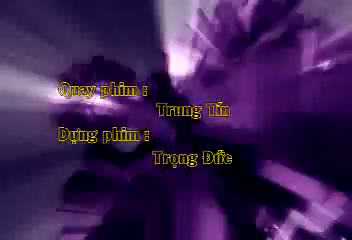 Quay phim :
Trung Tín
Dựng phim :
Trọng Đức